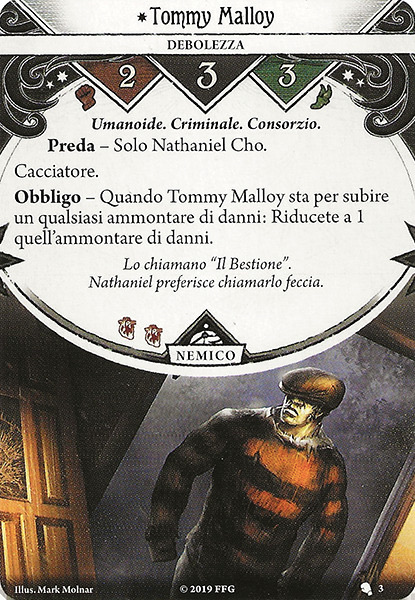 Tommy Malloy
DEBOLEZZA
2 3 3
Umanoide. Criminale. Consorzio.
Preda – Solo Nathaniel Cho.
Cacciatore.
Obbligo – Quando Tommy Malloy sta per subire
un qualsiasi ammontare di danni: Riducete a 1
quell'ammontare di danni.
Lo chiamano “Il Bestione”.
Nathaniel preferisce chiamarlo feccia.
NEMICO
Illus. Mark Molnar © 2019 FFG 3